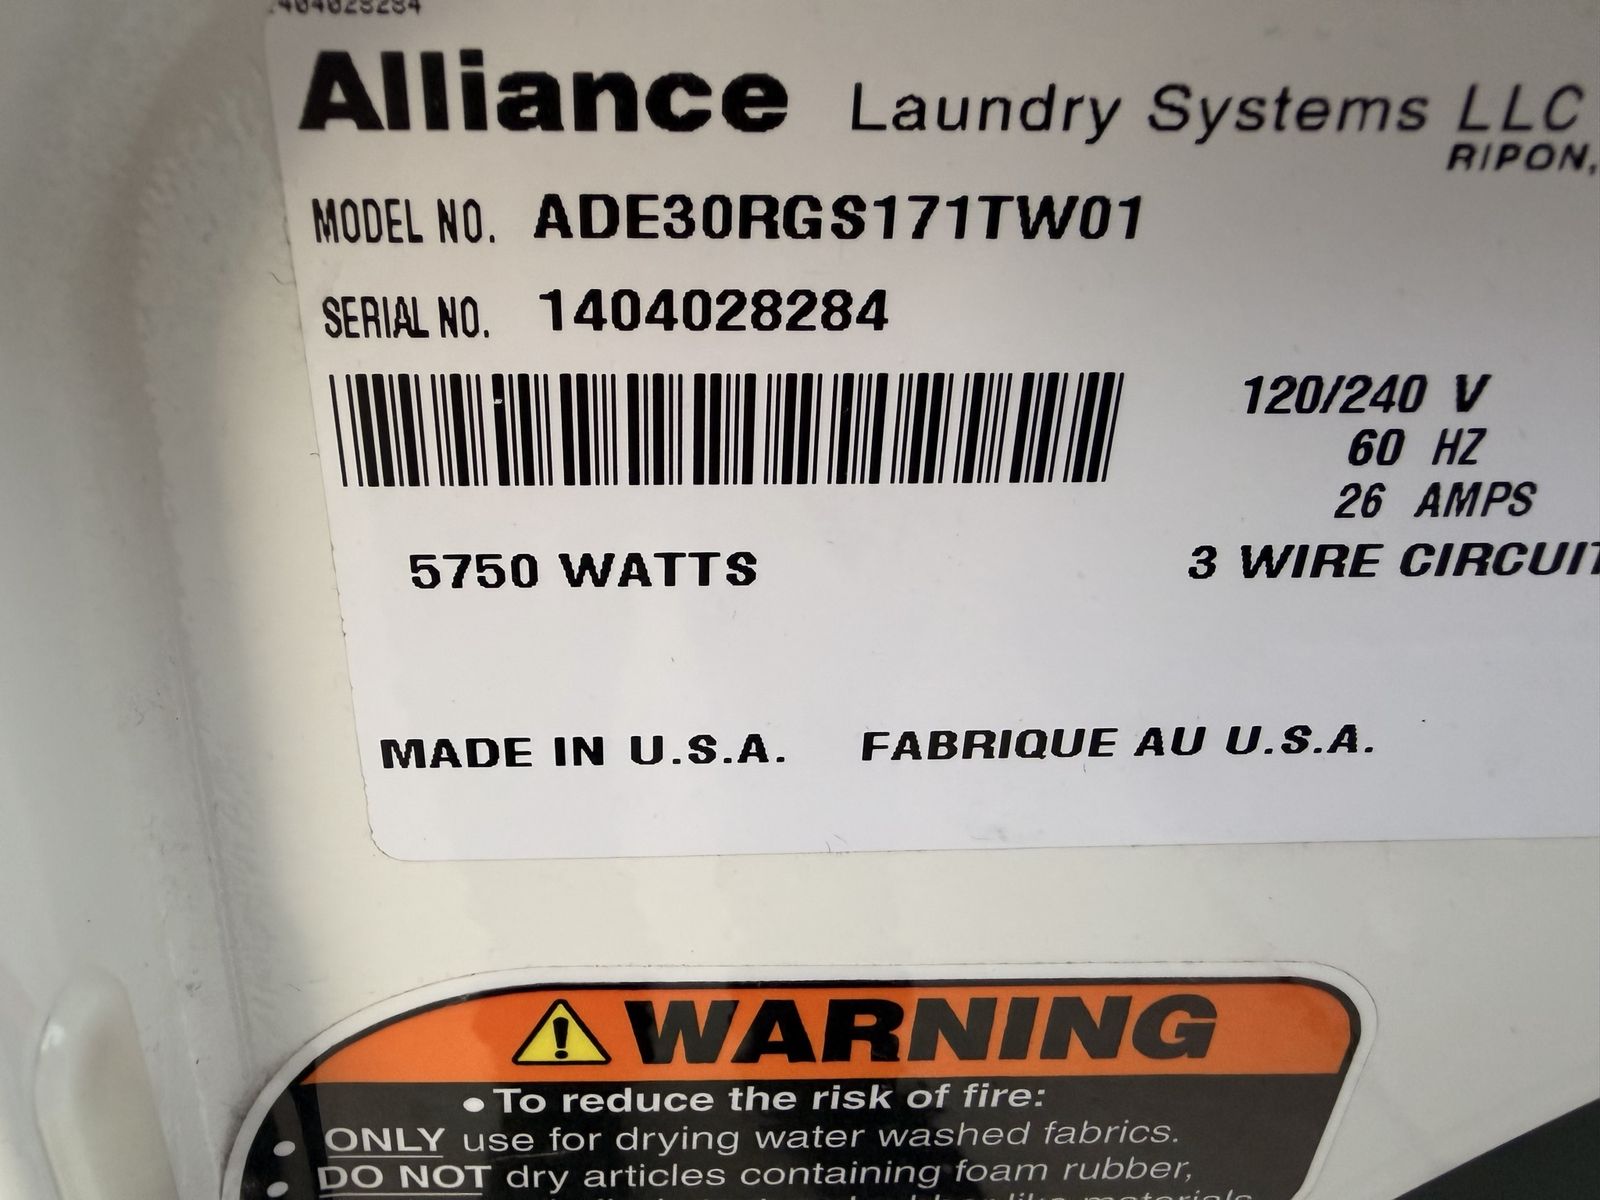 1404028284
Alliance Laundry Systems LLC
RIPON,
MODEL NO. ADE30RGS171TW01
SERIAL NO. 1404028284
120/240 V
60 HZ
26 AMPS
5750 WATTS 3 WIRE CIRCUIT
MADE IN U.S.A. FABRIQUE AU U.S.A.
WARNING
• To reduce the risk of fire:
• ONLY use for drying water washed fabrics.
• DO NOT dry articles containing foam rubber,
materials